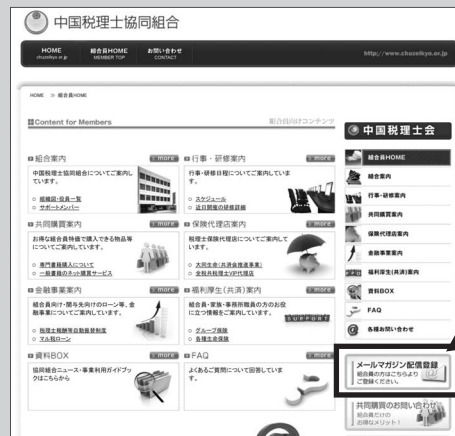 中国税理士協同組合
HOME
chuzeikyo.or.jp
組合員HOME
MEMBER TOP
お問い合わせ
CONTACT
http://www.chuzeikyo.or.jp
HOME ≫ 組合員HOME
Content for Members
組合員向けコンテンツ
組合案内
more
中国税理士協同組合についてご案内し
ています。
組織図・役員一覧
サポートメンバー
行事・研修案内
more
行事・研修日程についてご案内していま
す。
スケジュール
近日開催の研修詳細
共同購買案内
more
お得な組合員特価で購入できる物品等
についてご案内しています。
専門書籍購入について
一般書籍のネット購買サービス
保険代理店案内
more
税理士保険代理店についてご案内して
います。
大同生命(共済会推進事業)
全税共税理士VIP代理店
金融事業案内
more
組合員向け・関与先向けのローン等、金
融事業についてご案内しています。
税理士報酬等自動振替制度
マル税ローン
福利厚生(共済)案内
more
組合員・家族・事務所職員の方のお役
に立つ情報をご案内しています。
SUPPORT
グループ保険
各種生命保険
資料BOX
more
協同組合ニュース・事業利用ガイドブッ
クはこちらから
FAQ
more
よくあるご質問について回答していま
す。
中国税理士会
組合員HOME
組合案内
行事・研修案内
共同購買案内
保険代理店案内
金融事業案内
福利厚生(共済)案内
資料BOX
FAQ
各種お問い合わせ
メールマガジン配信登録
組合員の方はこちらより
ご登録ください。
共同購買のお問い合わせ
組合員だけの
お得なメリット!